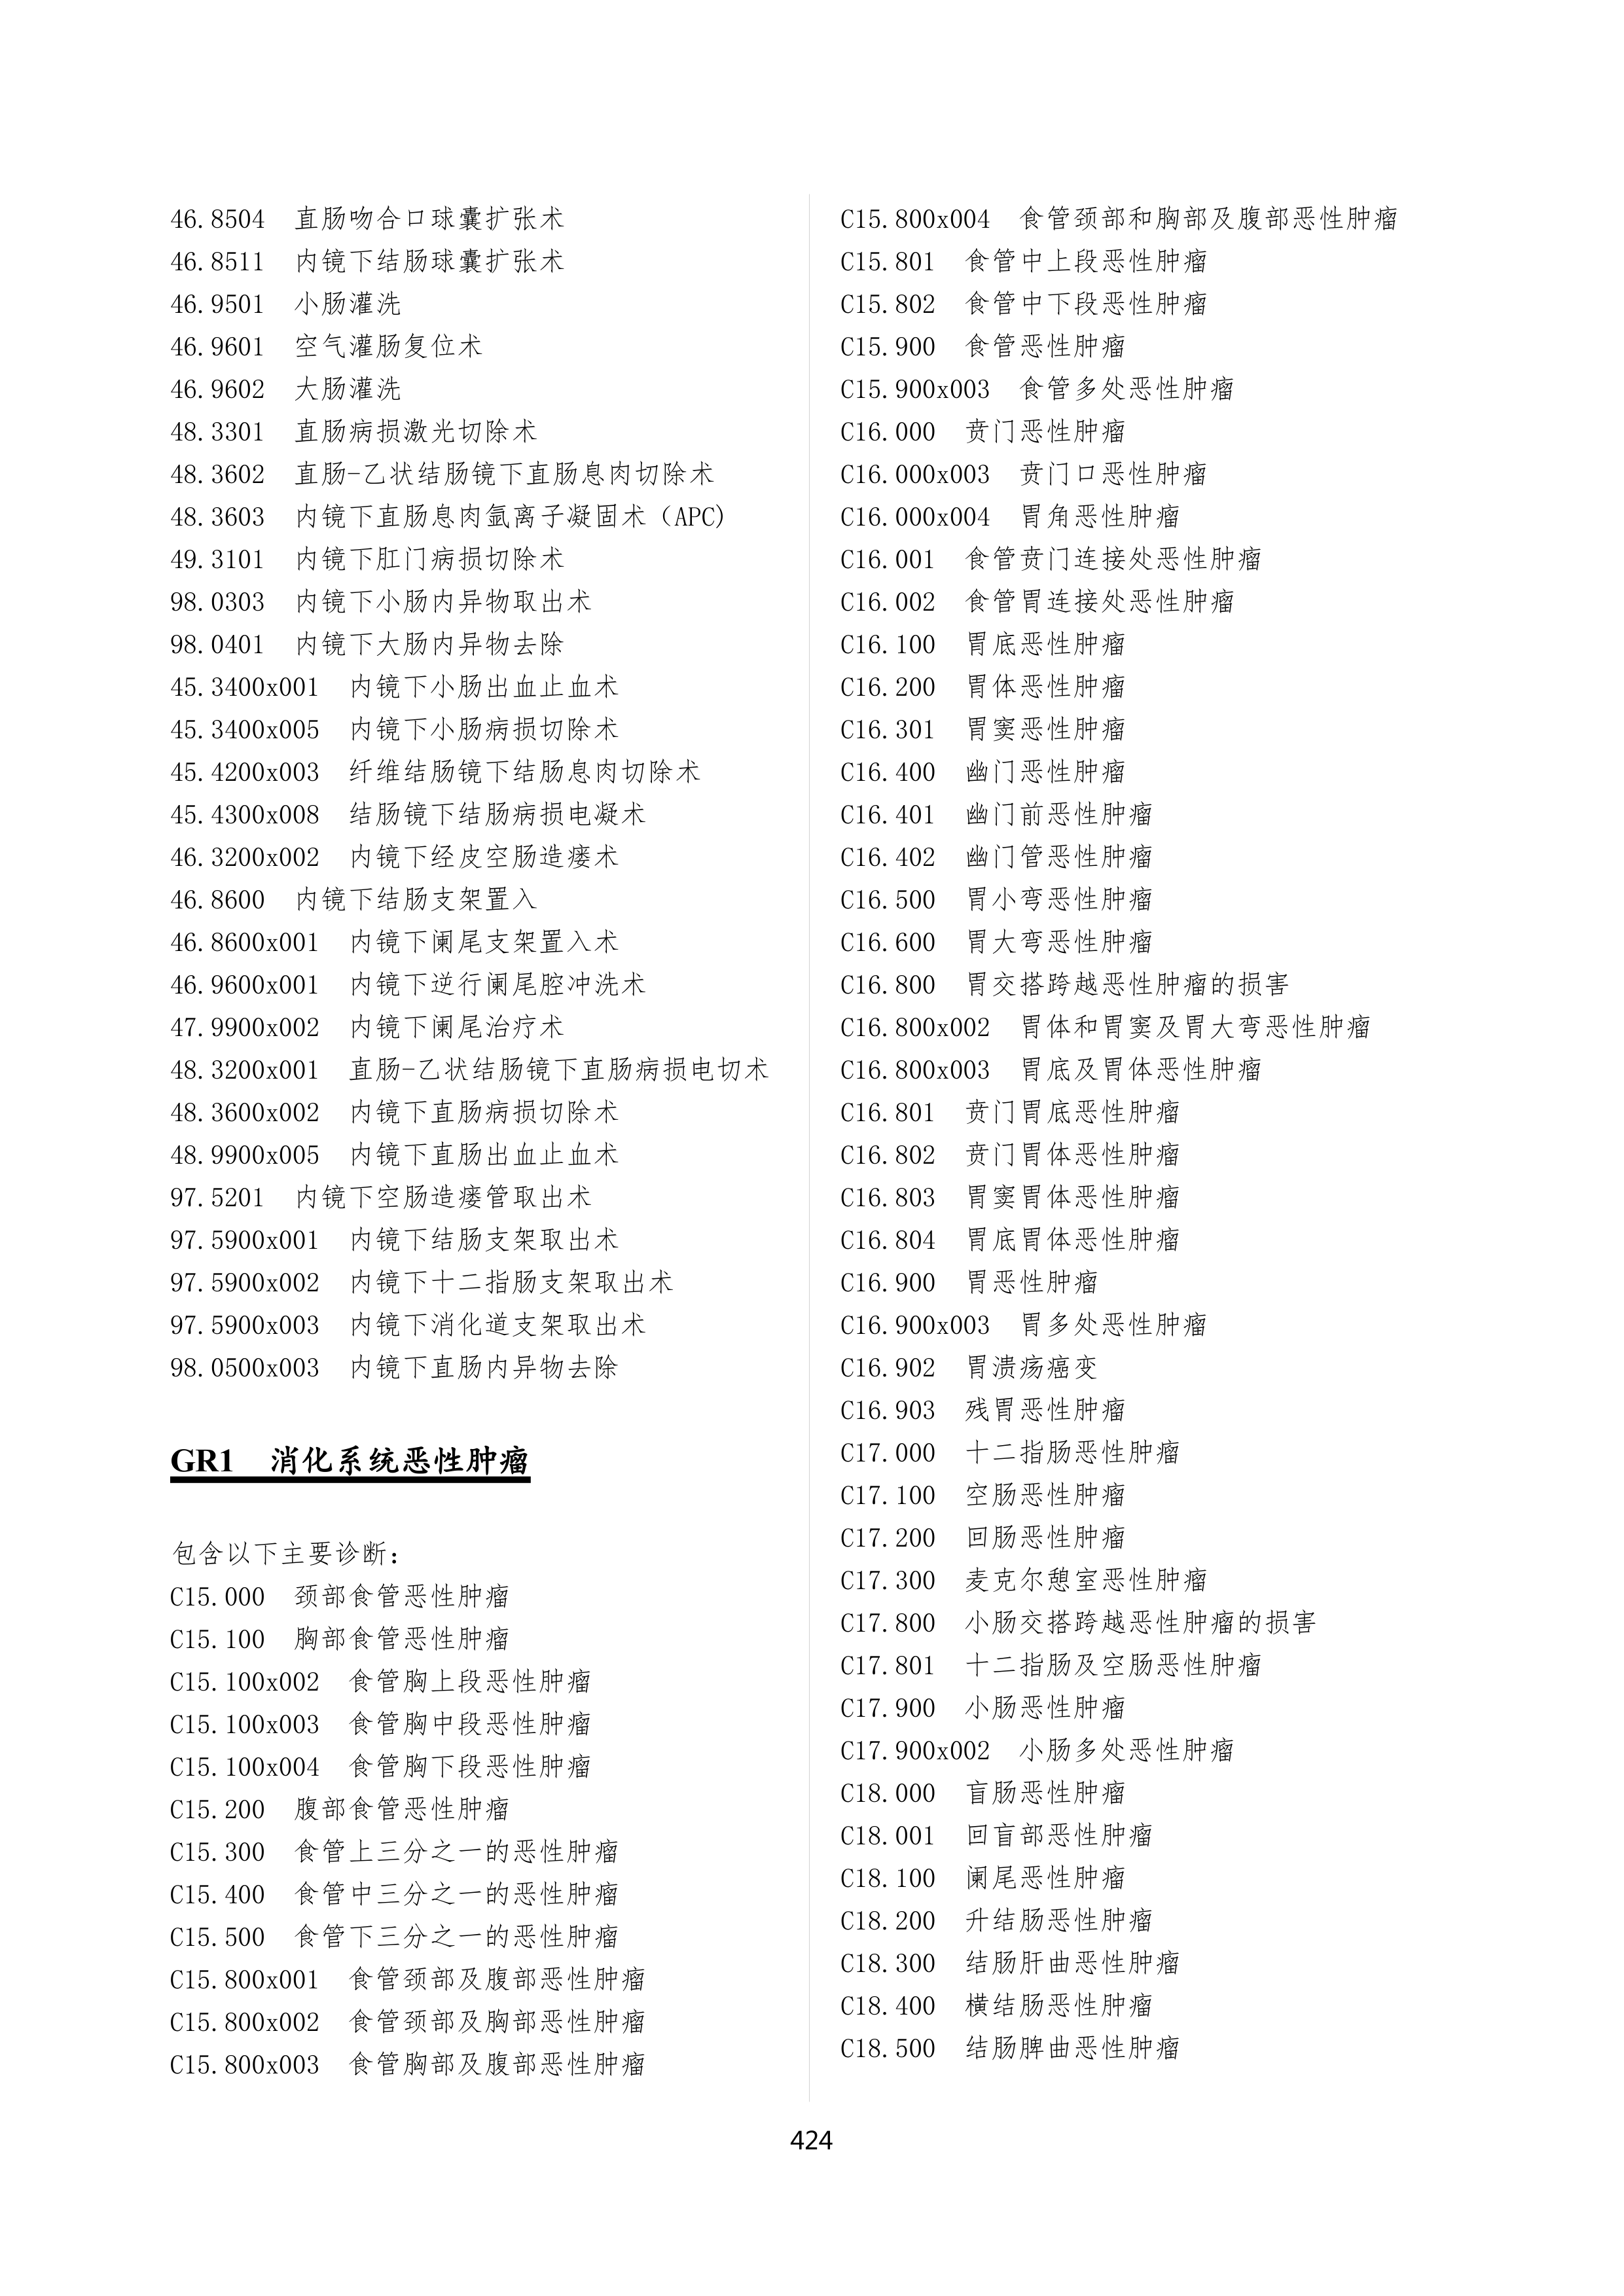 46.8504 直肠吻合口球囊扩张术
46.8511 内镜下结肠球囊扩张术
46.9501 小肠灌洗
46.9601 空气灌肠复位术
46.9602 大肠灌洗
48.3301 直肠病损激光切除术
48.3602 直肠-乙状结肠镜下直肠息肉切除术
48.3603 内镜下直肠息肉氩离子凝固术（APC)
49.3101 内镜下肛门病损切除术
98.0303 内镜下小肠内异物取出术
98.0401 内镜下大肠内异物去除
45.3400x001 内镜下小肠出血止血术
45.3400x005 内镜下小肠病损切除术
45.4200x003 纤维结肠镜下结肠息肉切除术
45.4300x008 结肠镜下结肠病损电凝术
46.3200x002 内镜下经皮空肠造瘘术
46.8600 内镜下结肠支架置入
46.8600x001 内镜下阑尾支架置入术
46.9600x001 内镜下逆行阑尾腔冲洗术
47.9900x002 内镜下阑尾治疗术
48.3200x001 直肠-乙状结肠镜下直肠病损电切术
48.3600x002 内镜下直肠病损切除术
48.9900x005 内镜下直肠出血止血术
97.5201 内镜下空肠造瘘管取出术
97.5900x001 内镜下结肠支架取出术
97.5900x002 内镜下十二指肠支架取出术
97.5900x003 内镜下消化道支架取出术
98.0500x003 内镜下直肠内异物去除
GR1 消化系统恶性肿瘤
包含以下主要诊断：
C15.000 颈部食管恶性肿瘤
C15.100 胸部食管恶性肿瘤
C15.100x002 食管胸上段恶性肿瘤
C15.100x003 食管胸中段恶性肿瘤
C15.100x004 食管胸下段恶性肿瘤
C15.200 腹部食管恶性肿瘤
C15.300 食管上三分之一的恶性肿瘤
C15.400 食管中三分之一的恶性肿瘤
C15.500 食管下三分之一的恶性肿瘤
C15.800x001 食管颈部及腹部恶性肿瘤
C15.800x002 食管颈部及胸部恶性肿瘤
C15.800x003 食管胸部及腹部恶性肿瘤
C15.800x004 食管颈部和胸部及腹部恶性肿瘤
C15.801 食管中上段恶性肿瘤
C15.802 食管中下段恶性肿瘤
C15.900 食管恶性肿瘤
C15.900x003 食管多处恶性肿瘤
C16.000 贲门恶性肿瘤
C16.000x003 贲门口恶性肿瘤
C16.000x004 胃角恶性肿瘤
C16.001 食管贲门连接处恶性肿瘤
C16.002 食管胃连接处恶性肿瘤
C16.100 胃底恶性肿瘤
C16.200 胃体恶性肿瘤
C16.301 胃窦恶性肿瘤
C16.400 幽门恶性肿瘤
C16.401 幽门前恶性肿瘤
C16.402 幽门管恶性肿瘤
C16.500 胃小弯恶性肿瘤
C16.600 胃大弯恶性肿瘤
C16.800 胃交搭跨越恶性肿瘤的损害
C16.800x002 胃体和胃窦及胃大弯恶性肿瘤
C16.800x003 胃底及胃体恶性肿瘤
C16.801 贲门胃底恶性肿瘤
C16.802 贲门胃体恶性肿瘤
C16.803 胃窦胃体恶性肿瘤
C16.804 胃底胃体恶性肿瘤
C16.900 胃恶性肿瘤
C16.900x003 胃多处恶性肿瘤
C16.902 胃溃疡癌变
C16.903 残胃恶性肿瘤
C17.000 十二指肠恶性肿瘤
C17.100 空肠恶性肿瘤
C17.200 回肠恶性肿瘤
C17.300 麦克尔憩室恶性肿瘤
C17.800 小肠交搭跨越恶性肿瘤的损害
C17.801 十二指肠及空肠恶性肿瘤
C17.900 小肠恶性肿瘤
C17.900x002 小肠多处恶性肿瘤
C18.000 盲肠恶性肿瘤
C18.001 回盲部恶性肿瘤
C18.100 阑尾恶性肿瘤
C18.200 升结肠恶性肿瘤
C18.300 结肠肝曲恶性肿瘤
C18.400 横结肠恶性肿瘤
C18.500 结肠脾曲恶性肿瘤
424